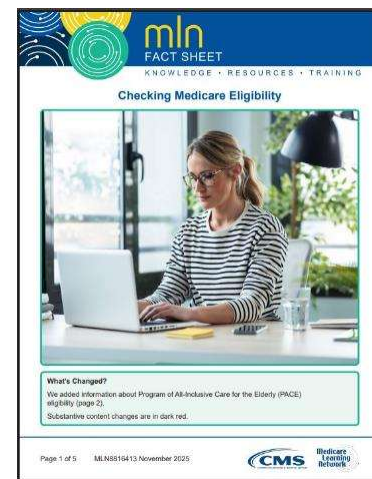 mln
FACT SHEET
KNOWLEDGE • RESOURCES • TRAINING
Checking Medicare Eligibility
What's Changed?
We added information about Program of All-Inclusive Care for the Elderly (PACE)
eligibility (page 2).
Substantive content changes are in dark red.
Page 1 of 5 MLN8816413 November 2025
CMS
Medicare
Learning
Network